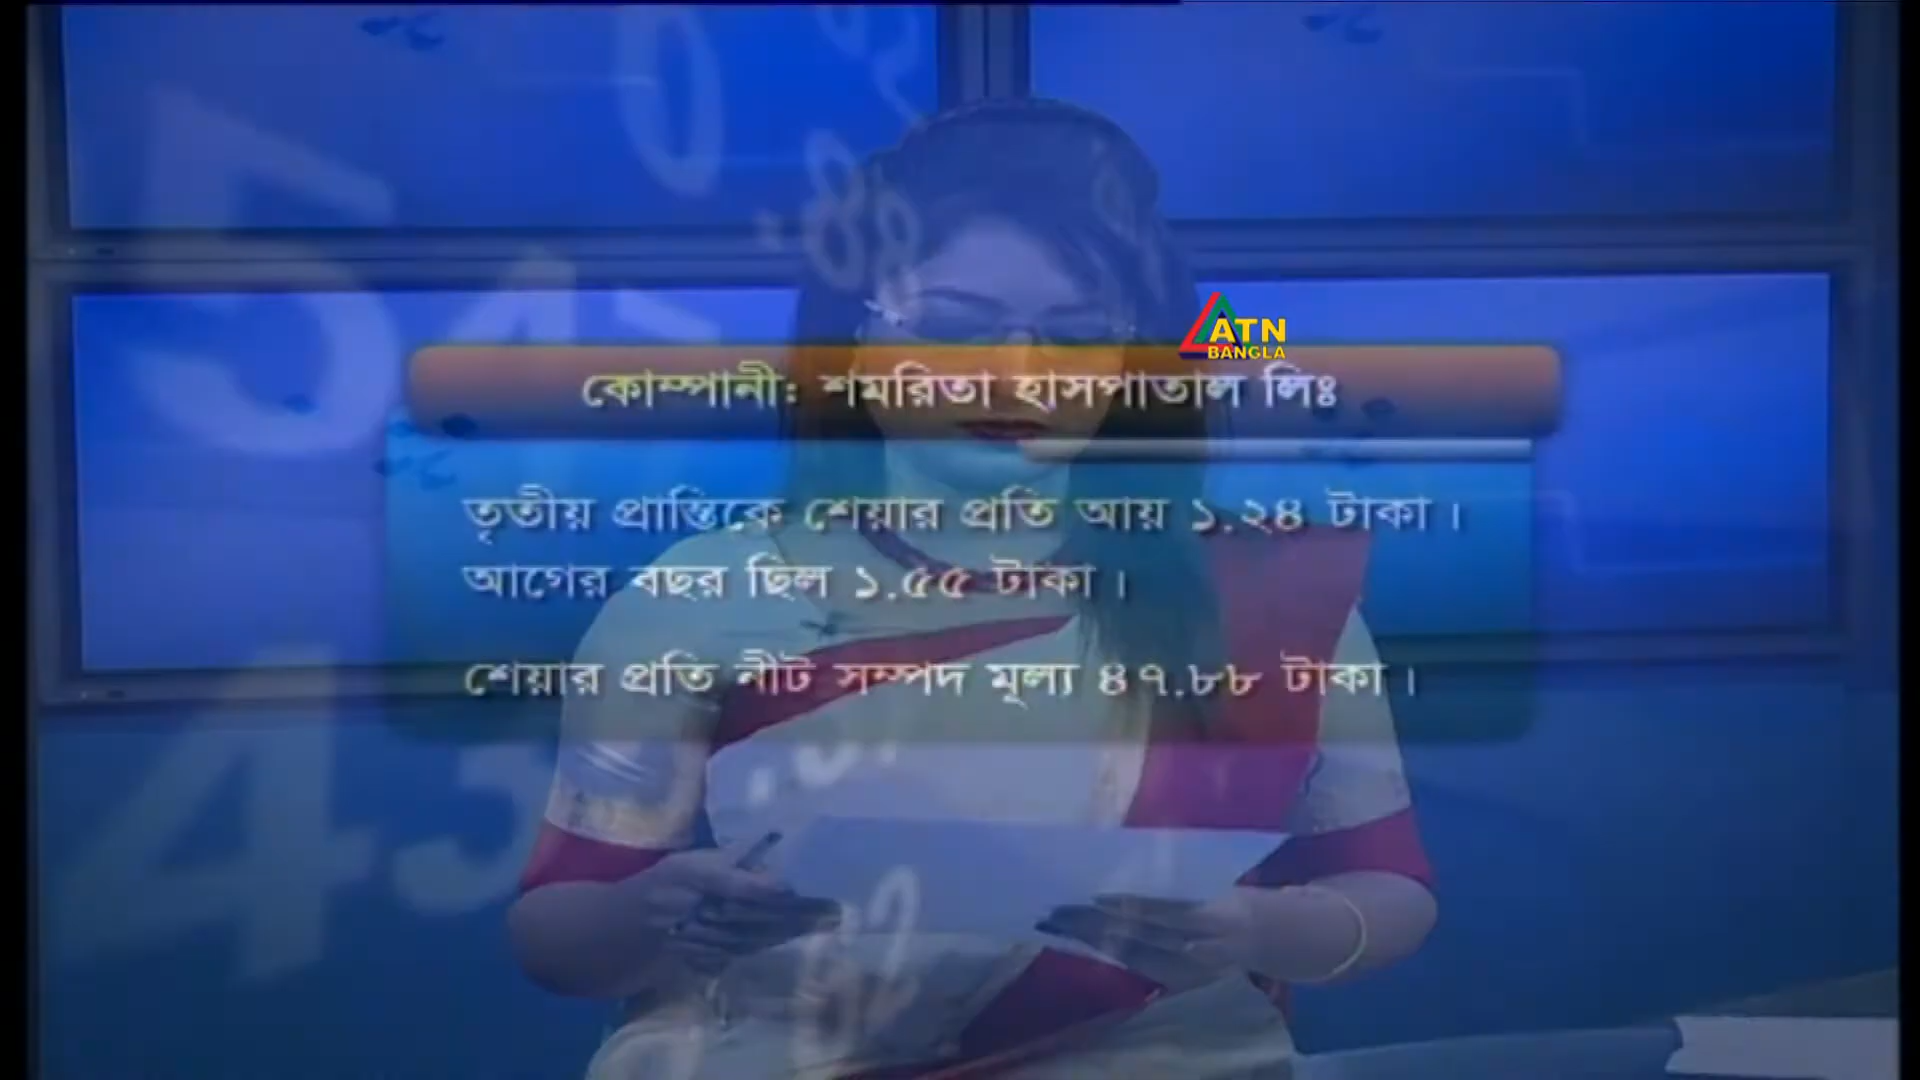 ATN
BANGLA
কোম্পানী: শমরিতা হাসপাতাল লিঃ
তৃতীয় প্রান্তিকে শেয়ার প্রতি আয় ১.২৪ টাকা।
আগের বছর ছিল ১.৫৫ টাকা।
শেয়ার প্রতি নীট সম্পদ মূল্য ৪৭.৮৮ টাকা।